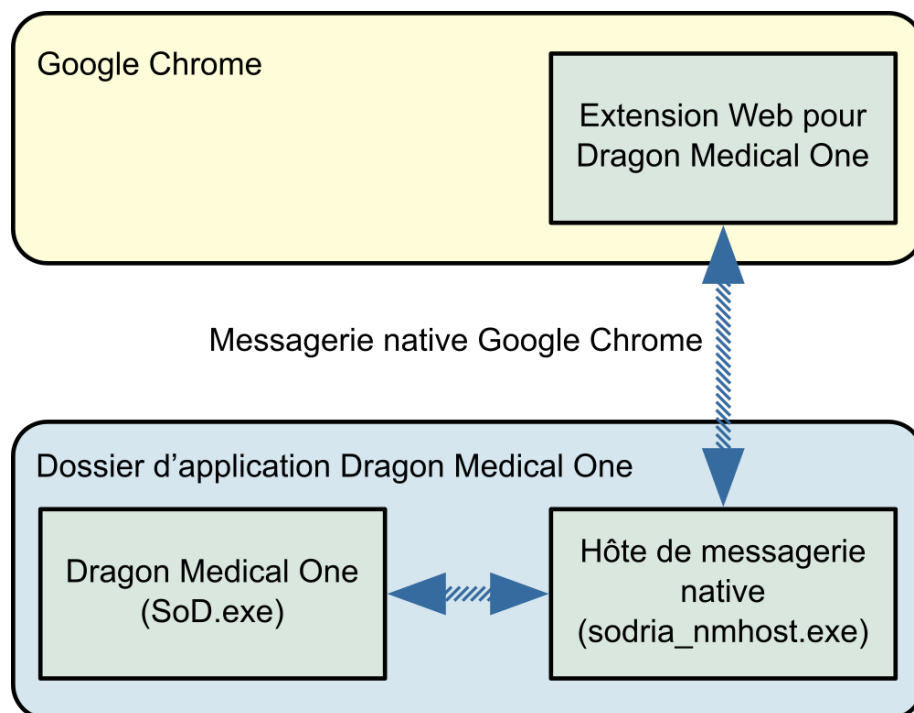 Google Chrome
Extension Web pour
Dragon Medical One
Messagerie native Google Chrome
Dossier d’application Dragon Medical One
Dragon Medical One
(SoD.exe)
Hôte de messagerie
native
(sodria_nmhost.exe)